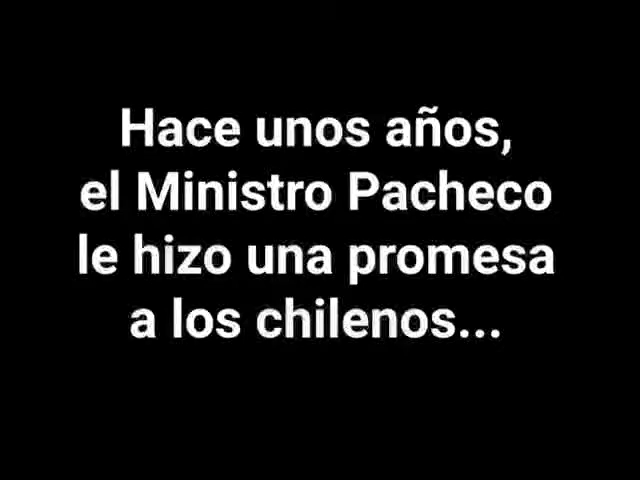 Hace unos años,
el Ministro Pacheco
le hizo una promesa
a los chilenos...